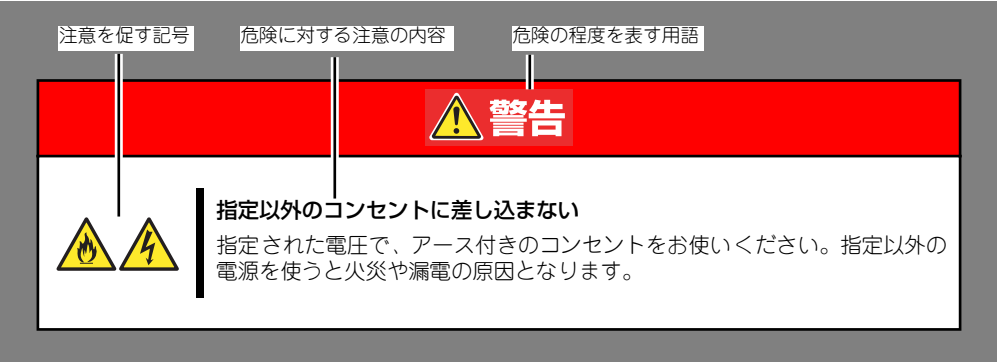 注意を促す記号
危険に対する注意の内容
危険の程度を表す用語
警告
指定以外のコンセントに差し込まない
指定された電圧で、アース付きのコンセントをお使いください。指定以外の
電源を使うと火災や漏電の原因となります。